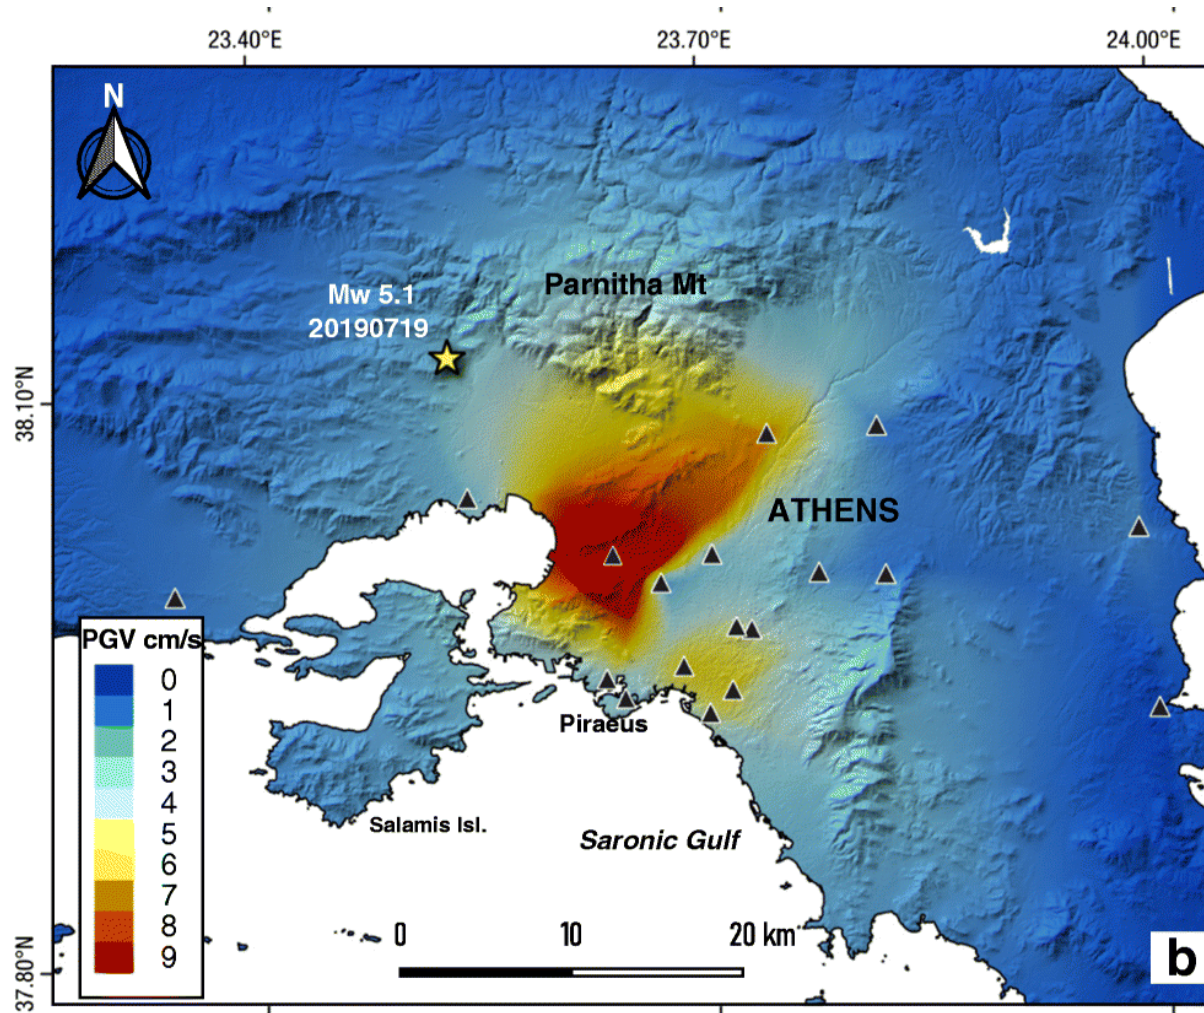 23.40°E
23.70°E
24.00°E
N
Parnitha Mt
Mw 5.1
20190719
38.10°N
ATHENS
PGV cm/s
0
1
2
3
4
5
6
7
8
9
Piraeus
Salamis Isl.
Saronic Gulf
0 10 20 km
37.80°N
b